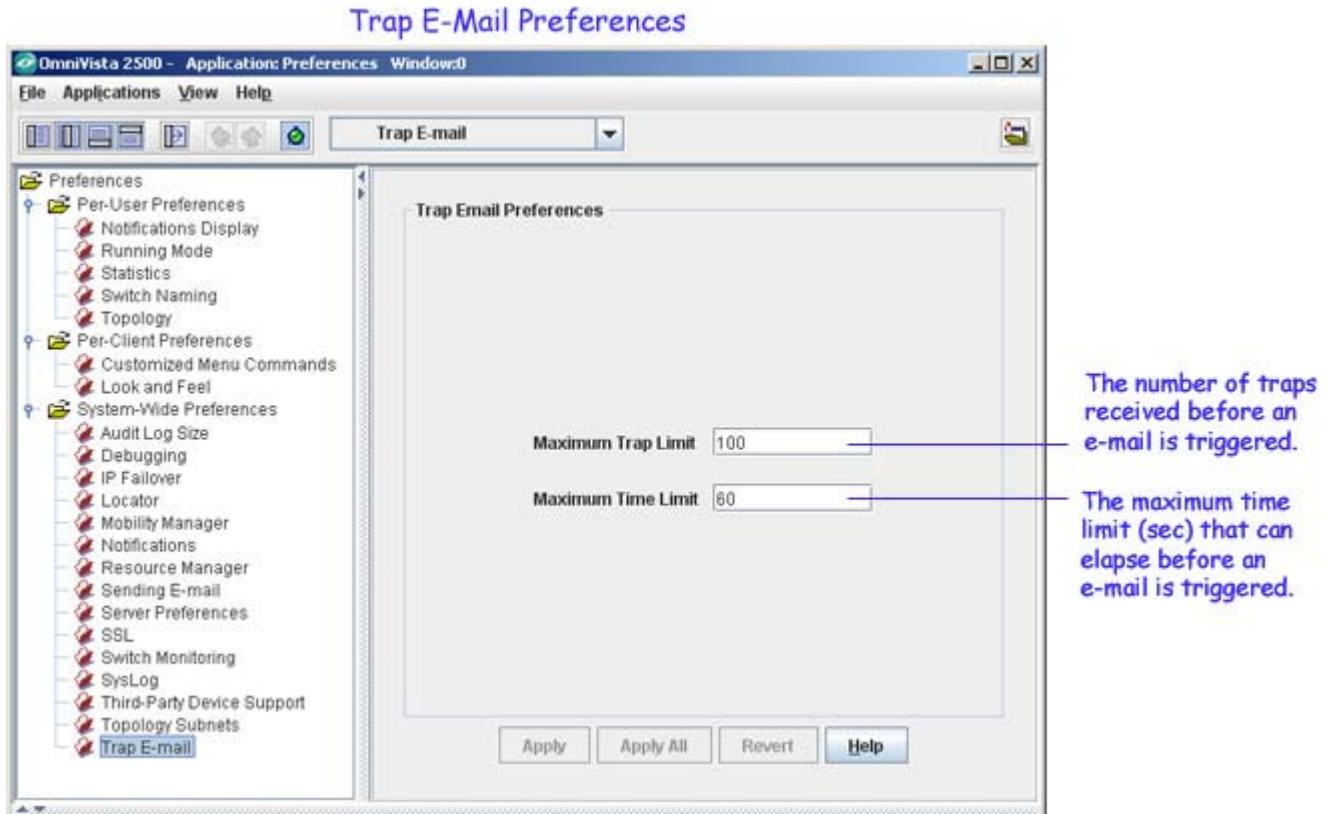 Trap E-Mail Preferences
OmniVista 2500 - Application: Preferences Window:0
File Applications View Help
Trap E-mail
Preferences
Per-User Preferences
Notifications Display
Running Mode
Statistics
Switch Naming
Topology
Per-Client Preferences
Customized Menu Commands
Look and Feel
System-Wide Preferences
Audit Log Size
Debugging
IP Failover
Locator
Mobility Manager
Notifications
Resource Manager
Sending E-mail
Server Preferences
SSL
Switch Monitoring
SysLog
Third-Party Device Support
Topology Subnets
Trap E-mail
Trap Email Preferences
Maximum Trap Limit 100
Maximum Time Limit 60
Apply Apply All Revert Help
The number of traps
received before an
e-mail is triggered.
The maximum time
limit (sec) that can
elapse before an
e-mail is triggered.